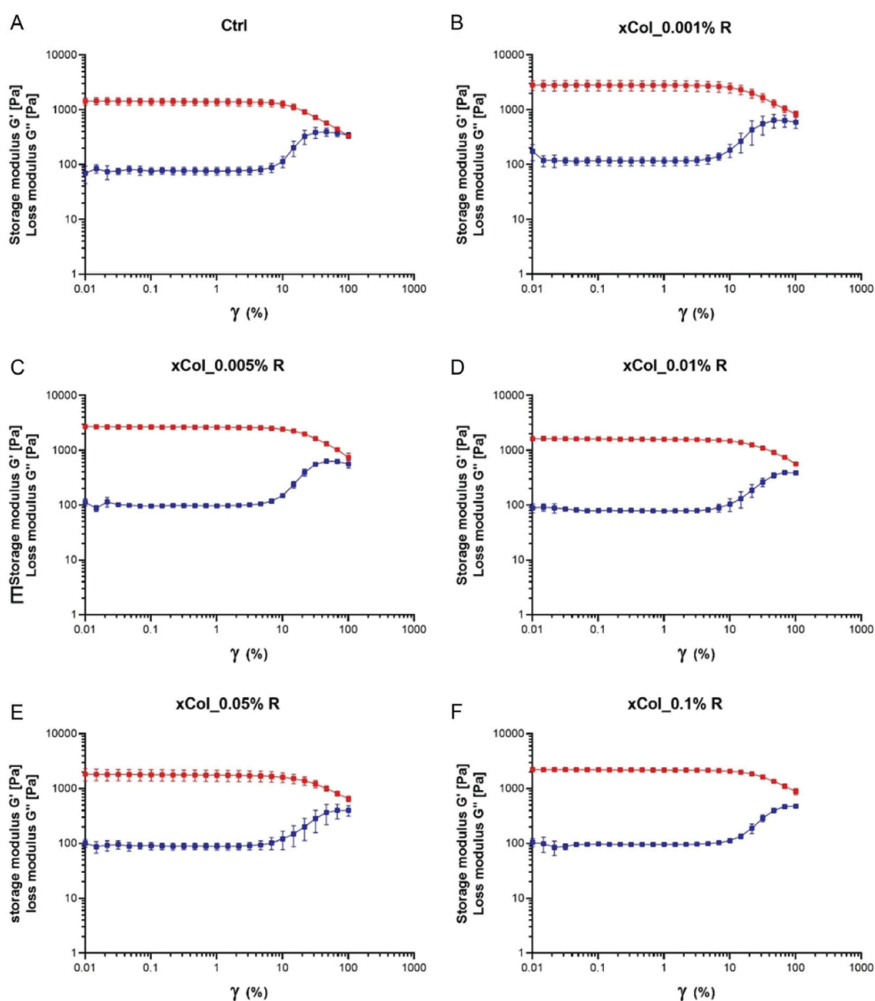 A
Ctrl
Storage modulus G' [Pa]
Loss modulus G'' [Pa]
10000
1000
100
10
1
0.01 0.1 1 10 100 1000
γ (%)
B
xCol_0.001% R
Storage modulus G' [Pa]
Loss modulus G'' [Pa]
10000
1000
100
10
1
0.01 0.1 1 10 100 1000
γ (%)
C
xCol_0.005% R
Storage modulus G' [Pa]
Loss modulus G'' [Pa]
10000
1000
100
10
1
0.01 0.1 1 10 100 1000
γ (%)
D
xCol_0.01% R
Storage modulus G' [Pa]
Loss modulus G'' [Pa]
10000
1000
100
10
1
0.01 0.1 1 10 100 1000
γ (%)
E
E
xCol_0.05% R
storage modulus G' [Pa]
loss modulus G'' [Pa]
10000
1000
100
10
1
0.01 0.1 1 10 100 1000
γ (%)
F
xCol_0.1% R
Storage modulus G' [Pa]
Loss modulus G'' [Pa]
10000
1000
100
10
1
0.01 0.1 1 10 100 1000
γ (%)